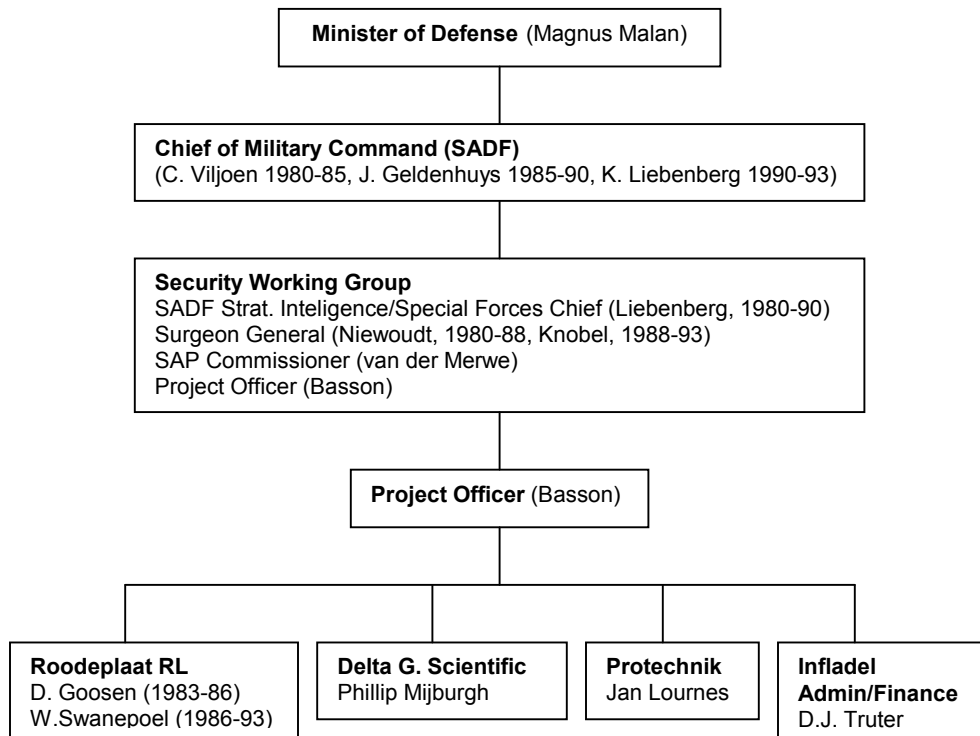 Minister of Defense (Magnus Malan)
Chief of Military Command (SADF)
(C. Viljoen 1980-85, J. Geldenhuys 1985-90, K. Liebenberg 1990-93)
Security Working Group
SADF Strat. Inteligence/Special Forces Chief (Liebenberg, 1980-90)
Surgeon General (Niewoudt, 1980-88, Knobel, 1988-93)
SAP Commissioner (van der Merwe)
Project Officer (Basson)
Project Officer (Basson)
Roodeplaat RL
D. Goosen (1983-86)
W.Swanepoel (1986-93)
Delta G. Scientific
Phillip Mijburgh
Protechnik
Jan Lournes
Infladel
Admin/Finance
D.J. Truter